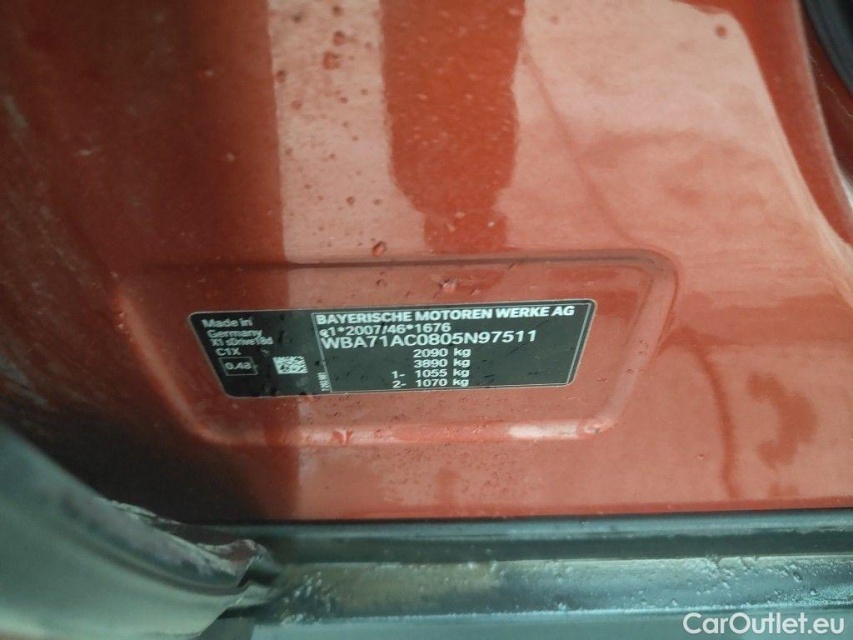 Made in
Germany
X1 sDrive18d
C1X
0.48
BAYERISCHE MOTOREN WERKE AG
e1*2007/46*1676
WBA71AC0805N97511
2090 kg
3890 kg
1- 1055 kg
2- 1070 kg
CarOutlet.eu